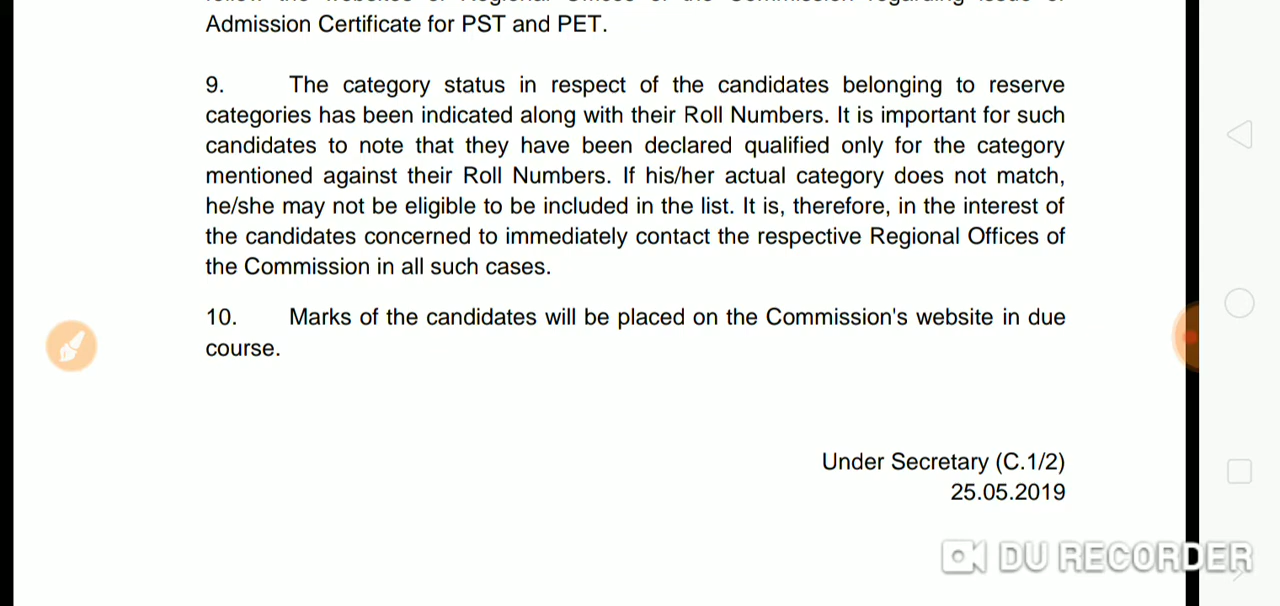 Admission Certificate for PST and PET.
9. The category status in respect of the candidates belonging to reserve
categories has been indicated along with their Roll Numbers. It is important for such
candidates to note that they have been declared qualified only for the category
mentioned against their Roll Numbers. If his/her actual category does not match,
he/she may not be eligible to be included in the list. It is, therefore, in the interest of
the candidates concerned to immediately contact the respective Regional Offices of
the Commission in all such cases.
10. Marks of the candidates will be placed on the Commission's website in due
course.
Under Secretary (C.1/2)
25.05.2019
DU RECORDER